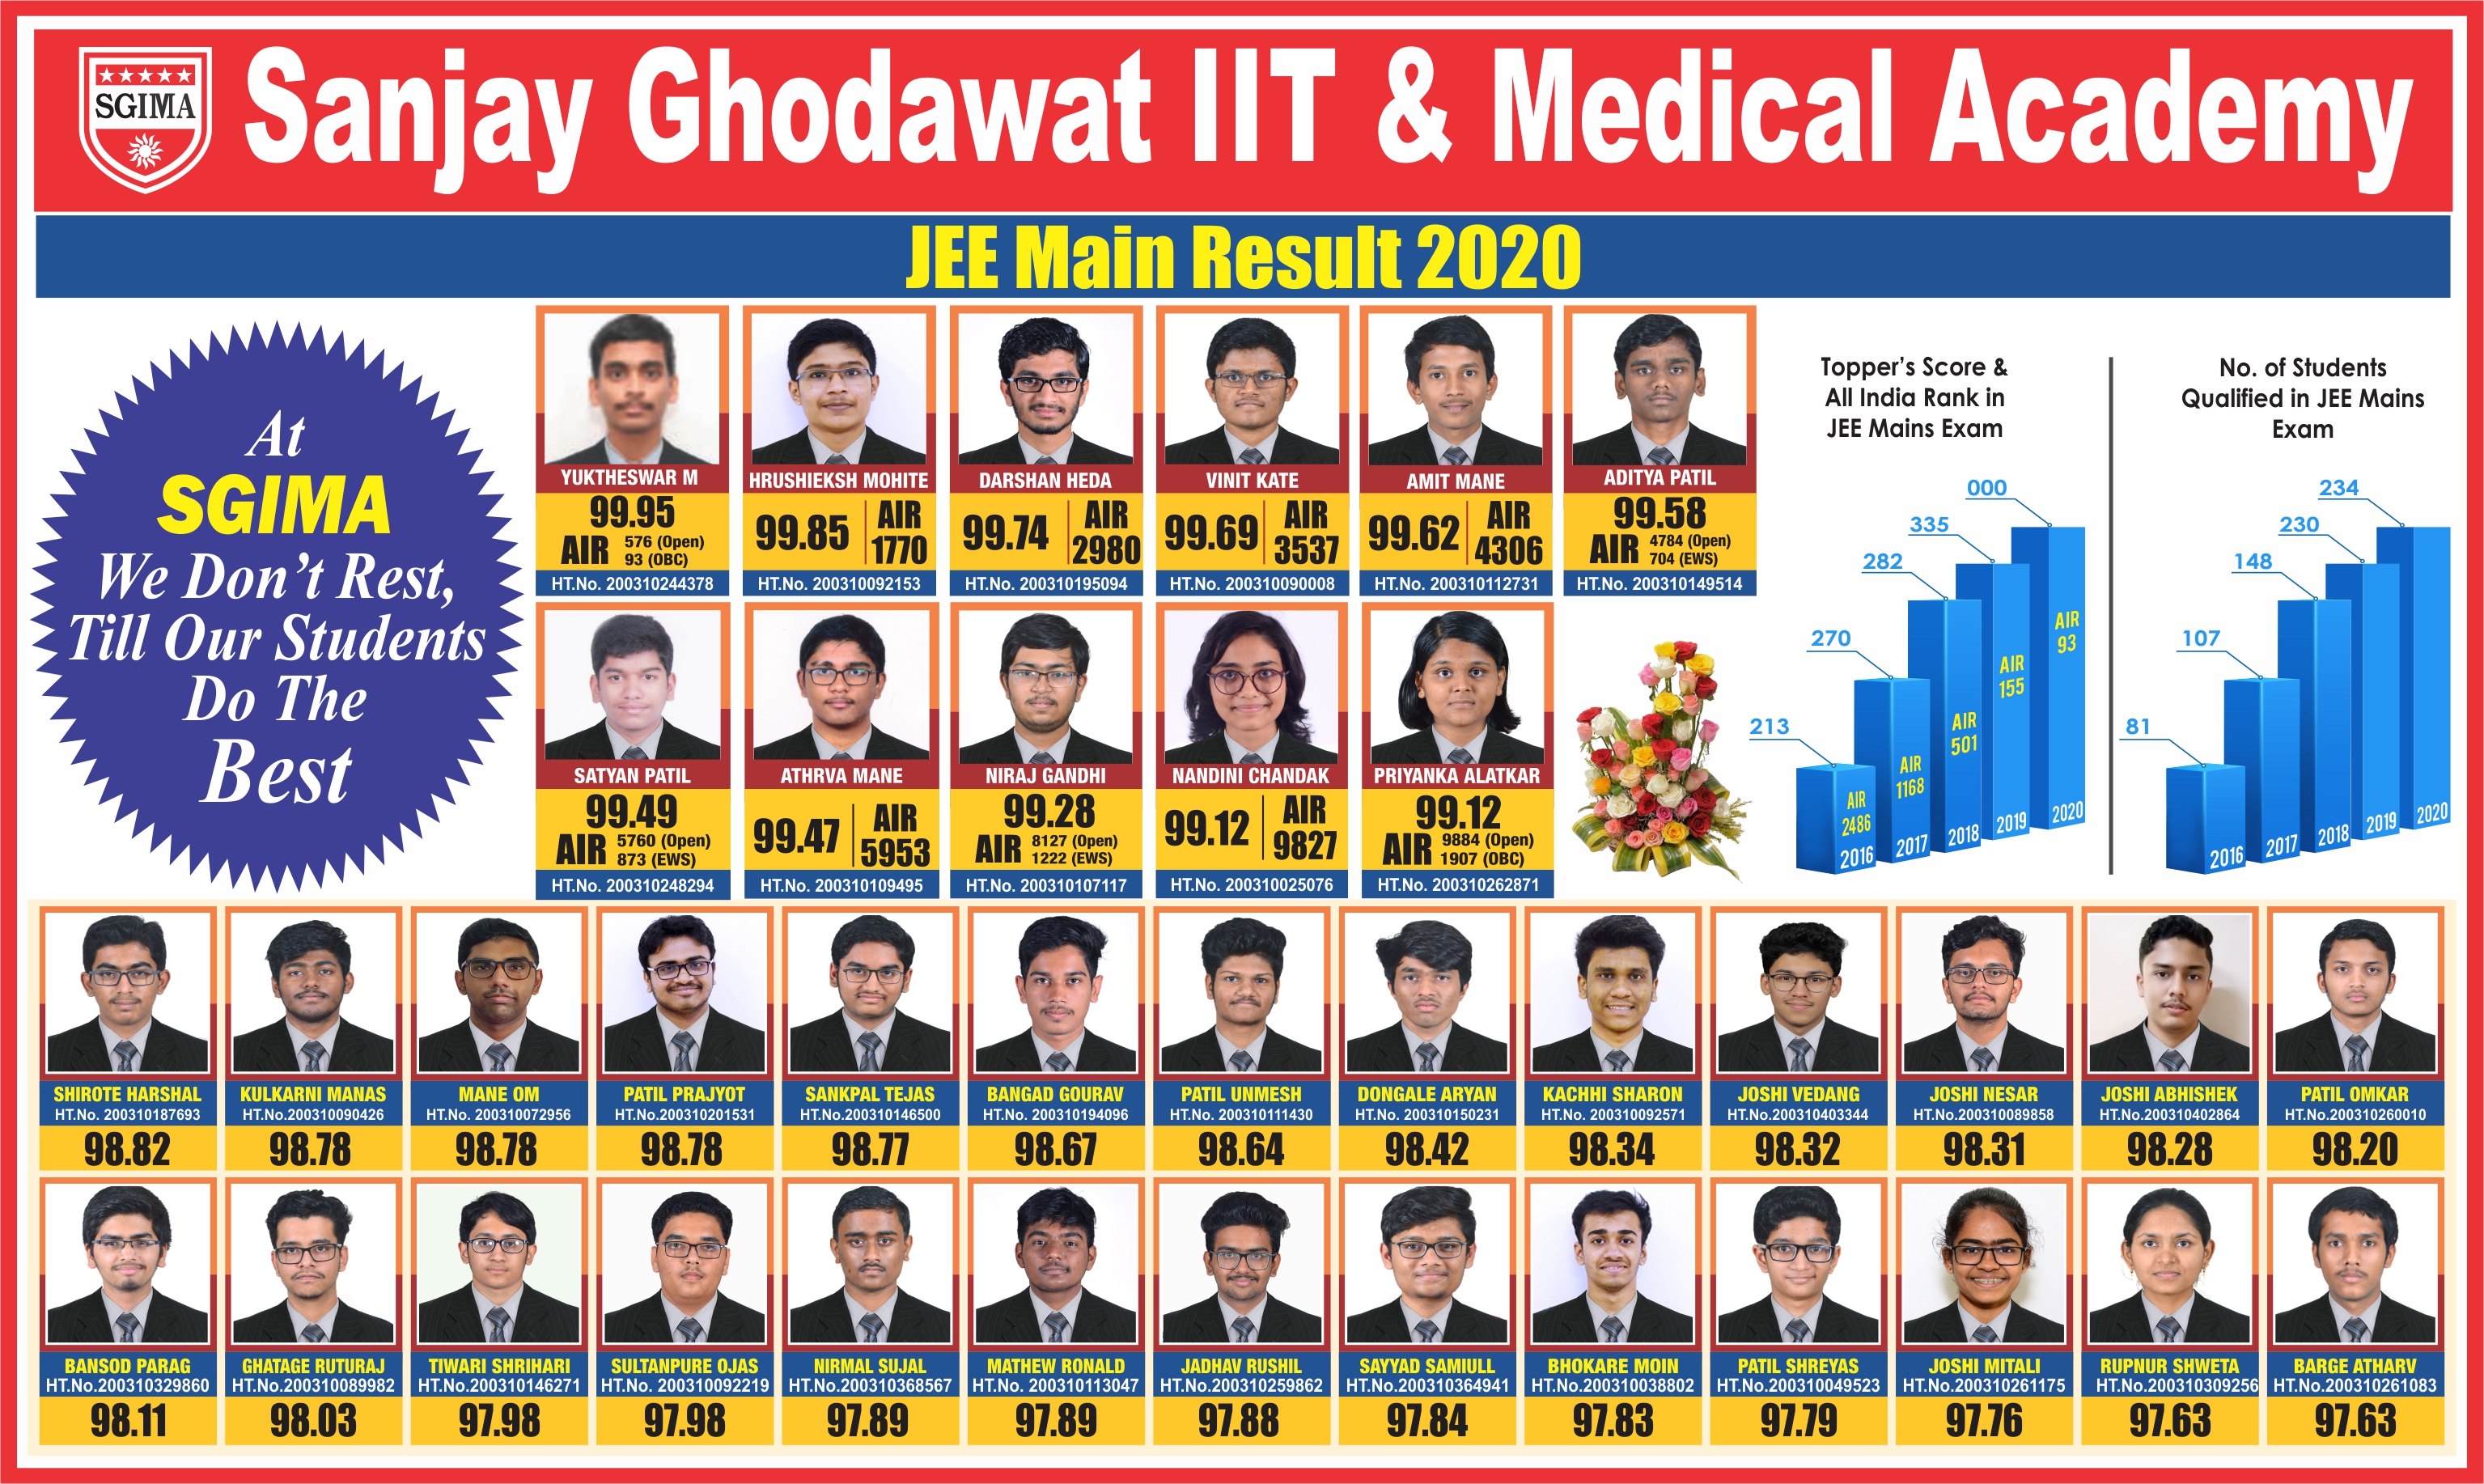 SGIMA
Sanjay Ghodawat IIT & Medical Academy
JEE Main Result 2020
At
SGIMA
We Don't Rest,
Till Our Students
Do The
Best
YUKTHESWAR M
99.95
AIR 576 (Open)
93 (OBC)
HT.No. 200310244378
HRUSHIEKSH MOHITE
99.85 AIR
1770
HT.No. 200310092153
DARSHAN HEDA
99.74 AIR
2980
HT.No. 200310195094
VINIT KATE
99.69 AIR
3537
HT.No. 200310090008
AMIT MANE
99.62 AIR
4306
HT.No. 200310112731
ADITYA PATIL
99.58
AIR 4784 (Open)
704 (EWS)
HT.No. 200310149514
SATYAN PATIL
99.49
AIR 5760 (Open)
873 (EWS)
HT.No. 200310248294
ATHRVA MANE
99.47 AIR
5953
HT.No. 200310109495
NIRAJ GANDHI
99.28
AIR 8127 (Open)
1222 (EWS)
HT.No. 200310107117
NANDINI CHANDAK
99.12 AIR
9827
HT.No. 200310025076
PRIYANKA ALATKAR
99.12
AIR 9884 (Open)
1907 (OBC)
HT.No. 200310262871
Topper's Score &
All India Rank in
JEE Mains Exam
000
335
282
270
213
AIR
93
AIR
155
AIR
501
AIR
1168
AIR
2486
2016 2017 2018 2019 2020
No. of Students
Qualified in JEE Mains
Exam
234
230
148
107
81
2016 2017 2018 2019 2020
SHIROTE HARSHAL
HT.No. 200310187693
98.82
KULKARNI MANAS
HT.No.200310090426
98.78
MANE OM
HT.No. 200310072956
98.78
PATIL PRAJYOT
HT.No.200310201531
98.78
SANKPAL TEJAS
HT.No.200310146500
98.77
BANGAD GOURAV
HT.No. 200310194096
98.67
PATIL UNMESH
HT.No. 200310111430
98.64
DONGALE ARYAN
HT.No. 200310150231
98.42
KACHHI SHARON
HT.No. 200310092571
98.34
JOSHI VEDANG
HT.No.200310403344
98.32
JOSHI NESAR
HT.No.200310089858
98.31
JOSHI ABHISHEK
HT.No.200310402864
98.28
PATIL OMKAR
HT.No.200310260010
98.20
BANSOD PARAG
HT.No.200310329860
98.11
GHATAGE RUTURAJ
HT.No.200310089982
98.03
TIWARI SHRIHARI
HT.No.200310146271
97.98
SULTANPURE OJAS
HT.No. 200310092219
97.98
NIRMAL SUJAL
HT.No.200310368567
97.89
MATHEW RONALD
HT.No. 200310113047
97.89
JADHAV RUSHIL
HT.No.200310259862
97.88
SAYYAD SAMIULL
HT.No.200310364941
97.84
BHOKARE MOIN
HT.No.200310038802
97.83
PATIL SHREYAS
HT.No.200310049523
97.79
JOSHI MITALI
HT.No.200310261175
97.76
RUPNUR SHWETA
HT.No.200310309256
97.63
BARGE ATHARV
HT.No.200310261083
97.63